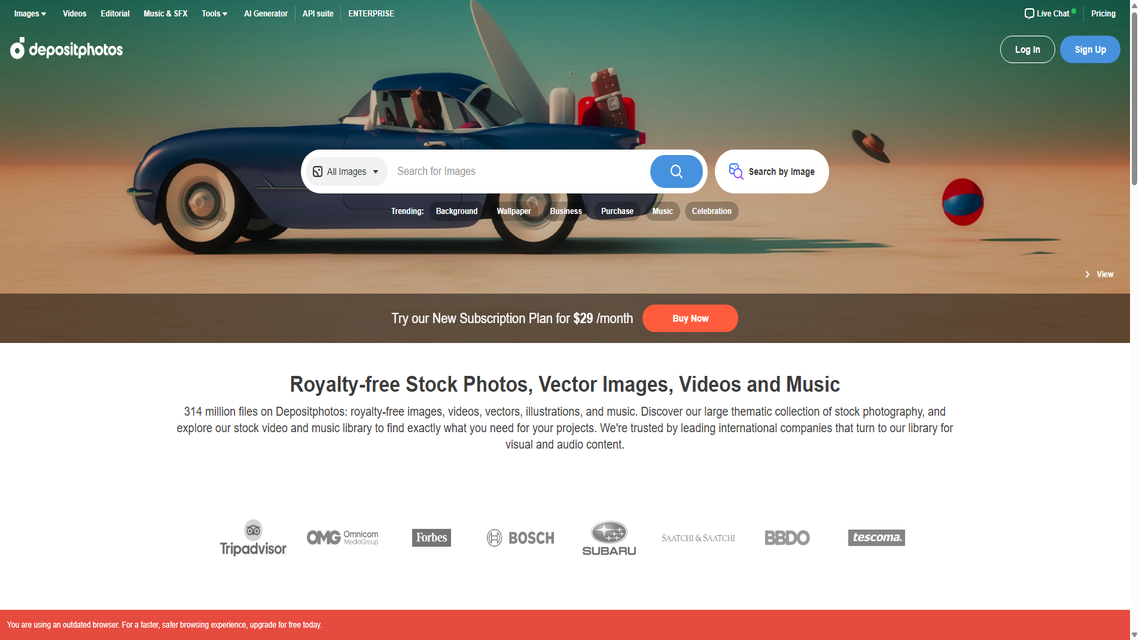 Images Videos Editorial Music & SFX Tools AI Generator API suite ENTERPRISE Live Chat Pricing
depositphotos Log In Sign Up
All Images Search for Images Search by Image
Trending: Background Wallpaper Business Purchase Music Celebration
View
Try our New Subscription Plan for $29 /month Buy Now
Royalty-free Stock Photos, Vector Images, Videos and Music
314 million files on Depositphotos: royalty-free images, videos, vectors, illustrations, and music. Discover our large thematic collection of stock photography, and
explore our stock video and music library to find exactly what you need for your projects. We're trusted by leading international companies that turn to our library for
visual and audio content.
Tripadvisor OMG Omnicom MediaGroup Forbes BOSCH SUBARU SAATCHI & SAATCHI BBDO tescoma.
You are using an outdated browser. For a faster, safer browsing experience, upgrade for free today.